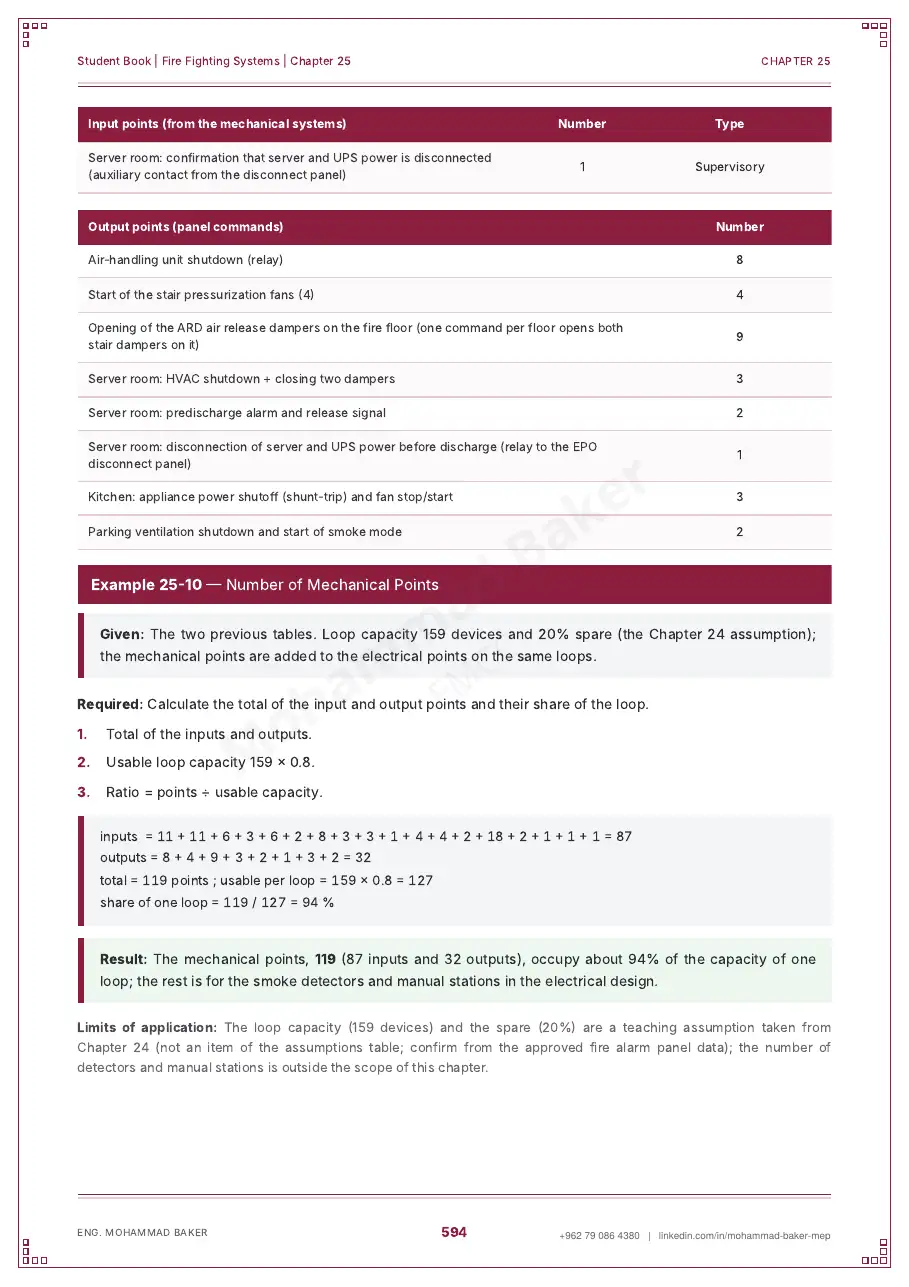 Student Book | Fire Fighting Systems | Chapter 25
CHAPTER 25
Input points (from the mechanical systems) Number Type
Server room: confirmation that server and UPS power is disconnected
(auxiliary contact from the disconnect panel)
1 Supervisory
Output points (panel commands) Number
Air-handling unit shutdown (relay) 8
Start of the stair pressurization fans (4) 4
Opening of the ARD air release dampers on the fire floor (one command per floor opens both
stair dampers on it)
9
Server room: HVAC shutdown + closing two dampers 3
Server room: predischarge alarm and release signal 2
Server room: disconnection of server and UPS power before discharge (relay to the EPO
disconnect panel)
1
Kitchen: appliance power shutoff (shunt-trip) and fan stop/start 3
Parking ventilation shutdown and start of smoke mode 2
Example 25-10 — Number of Mechanical Points
Given: The two previous tables. Loop capacity 159 devices and 20% spare (the Chapter 24 assumption);
the mechanical points are added to the electrical points on the same loops.
Required: Calculate the total of the input and output points and their share of the loop.
1. Total of the inputs and outputs.
2. Usable loop capacity 159 × 0.8.
3. Ratio = points ÷ usable capacity.
inputs = 11 + 11 + 6 + 3 + 6 + 2 + 8 + 3 + 3 + 1 + 4 + 4 + 2 + 18 + 2 + 1 + 1 + 1 = 87
outputs = 8 + 4 + 9 + 3 + 2 + 1 + 3 + 2 = 32
total = 119 points ; usable per loop = 159 × 0.8 = 127
share of one loop = 119 / 127 = 94 %
Result: The mechanical points, 119 (87 inputs and 32 outputs), occupy about 94% of the capacity of one
loop; the rest is for the smoke detectors and manual stations in the electrical design.
Limits of application: The loop capacity (159 devices) and the spare (20%) are a teaching assumption taken from
Chapter 24 (not an item of the assumptions table; confirm from the approved fire alarm panel data); the number of
detectors and manual stations is outside the scope of this chapter.
Mohammad Baker
ENG. MOHAMMAD BAKER
594
+962 79 086 4380 | linkedin.com/in/mohammad-baker-mep